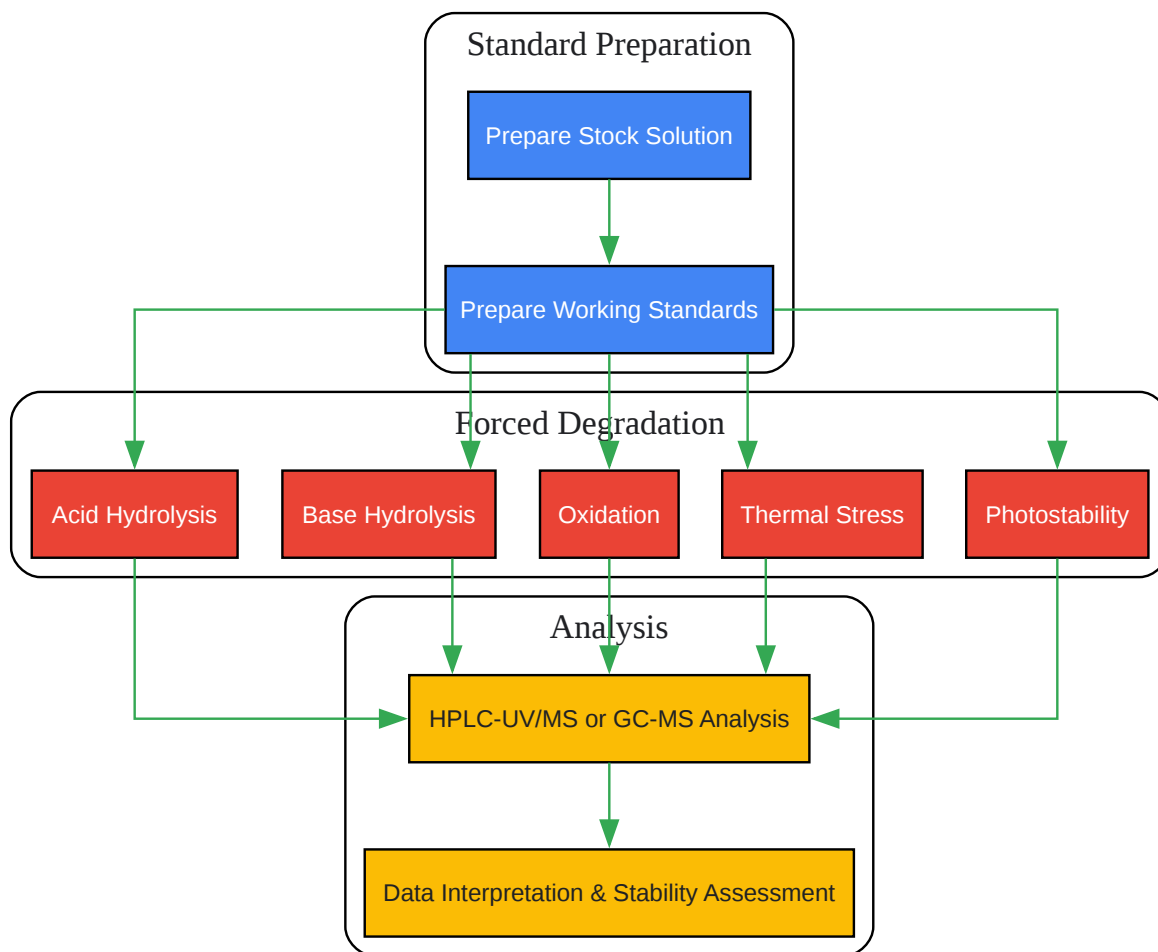 Standard Preparation
Prepare Stock Solution
Prepare Working Standards
Forced Degradation
Acid Hydrolysis
Base Hydrolysis
Oxidation
Thermal Stress
Photostability
Analysis
HPLC-UV/MS or GC-MS Analysis
Data Interpretation & Stability Assessment